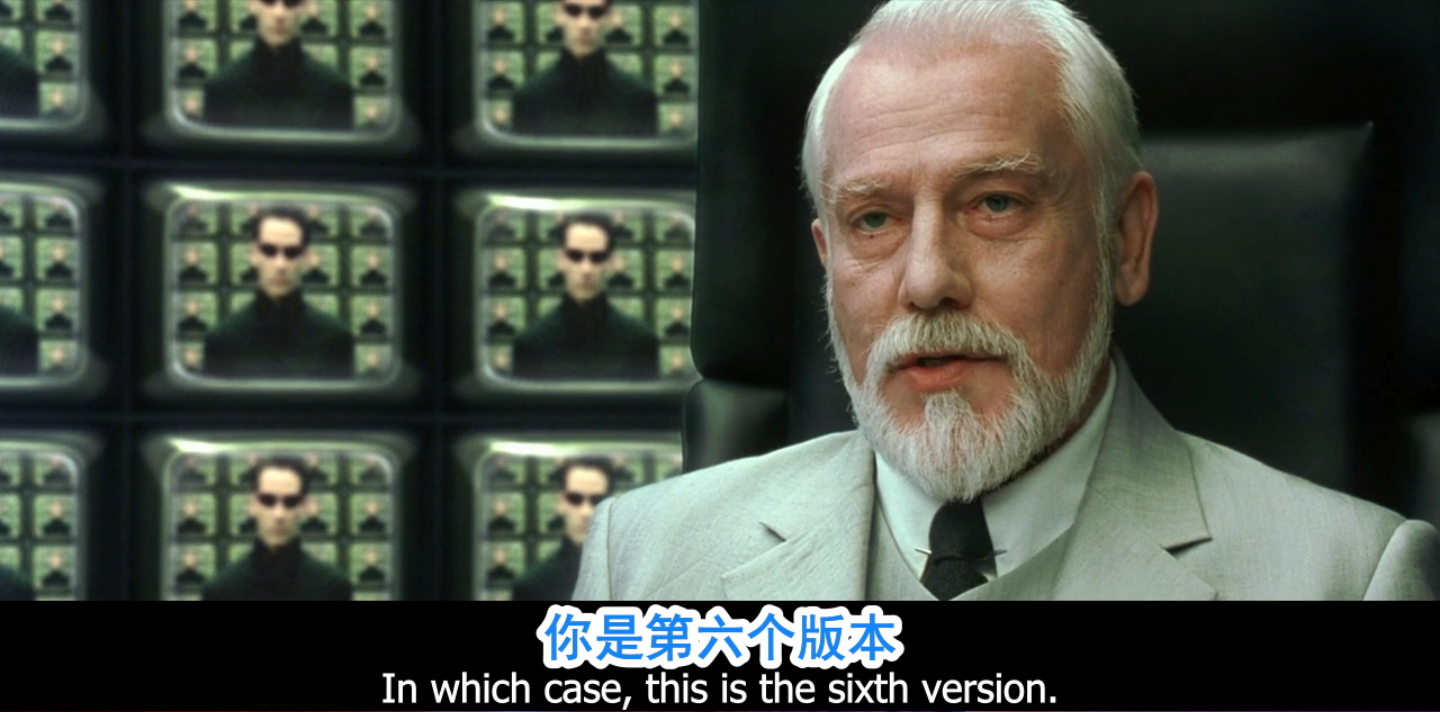 你是第六个版本
In which case, this is the sixth version.